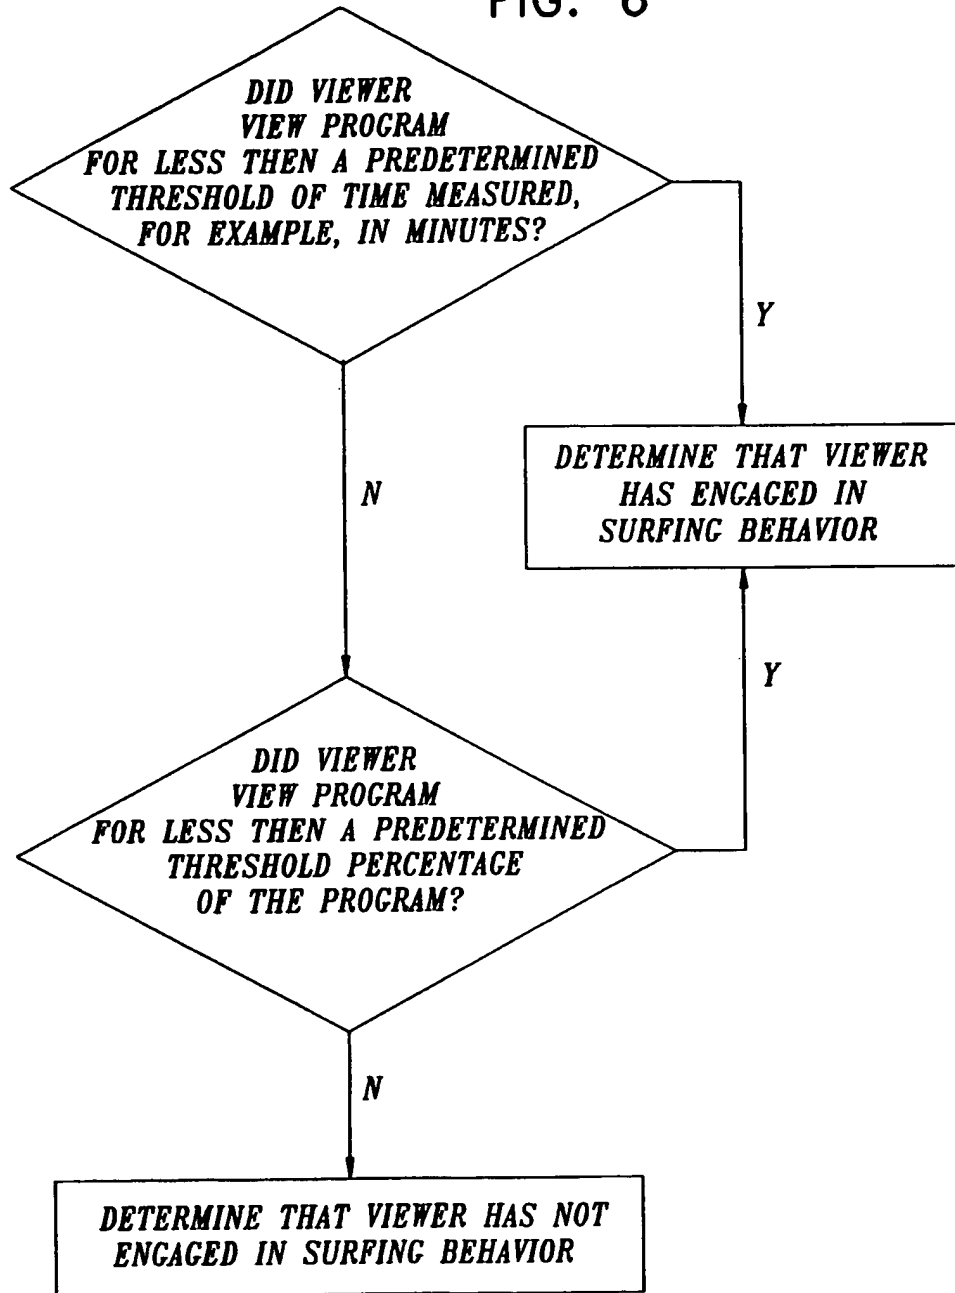 FIG. 6
DID VIEWER
VIEW PROGRAM
FOR LESS THEN A PREDETERMINED
THRESHOLD OF TIME MEASURED,
FOR EXAMPLE, IN MINUTES?
Y
N
DETERMINE THAT VIEWER
HAS ENGAGED IN
SURFING BEHAVIOR
Y
DID VIEWER
VIEW PROGRAM
FOR LESS THEN A PREDETERMINED
THRESHOLD PERCENTAGE
OF THE PROGRAM?
N
DETERMINE THAT VIEWER HAS NOT
ENGAGED IN SURFING BEHAVIOR